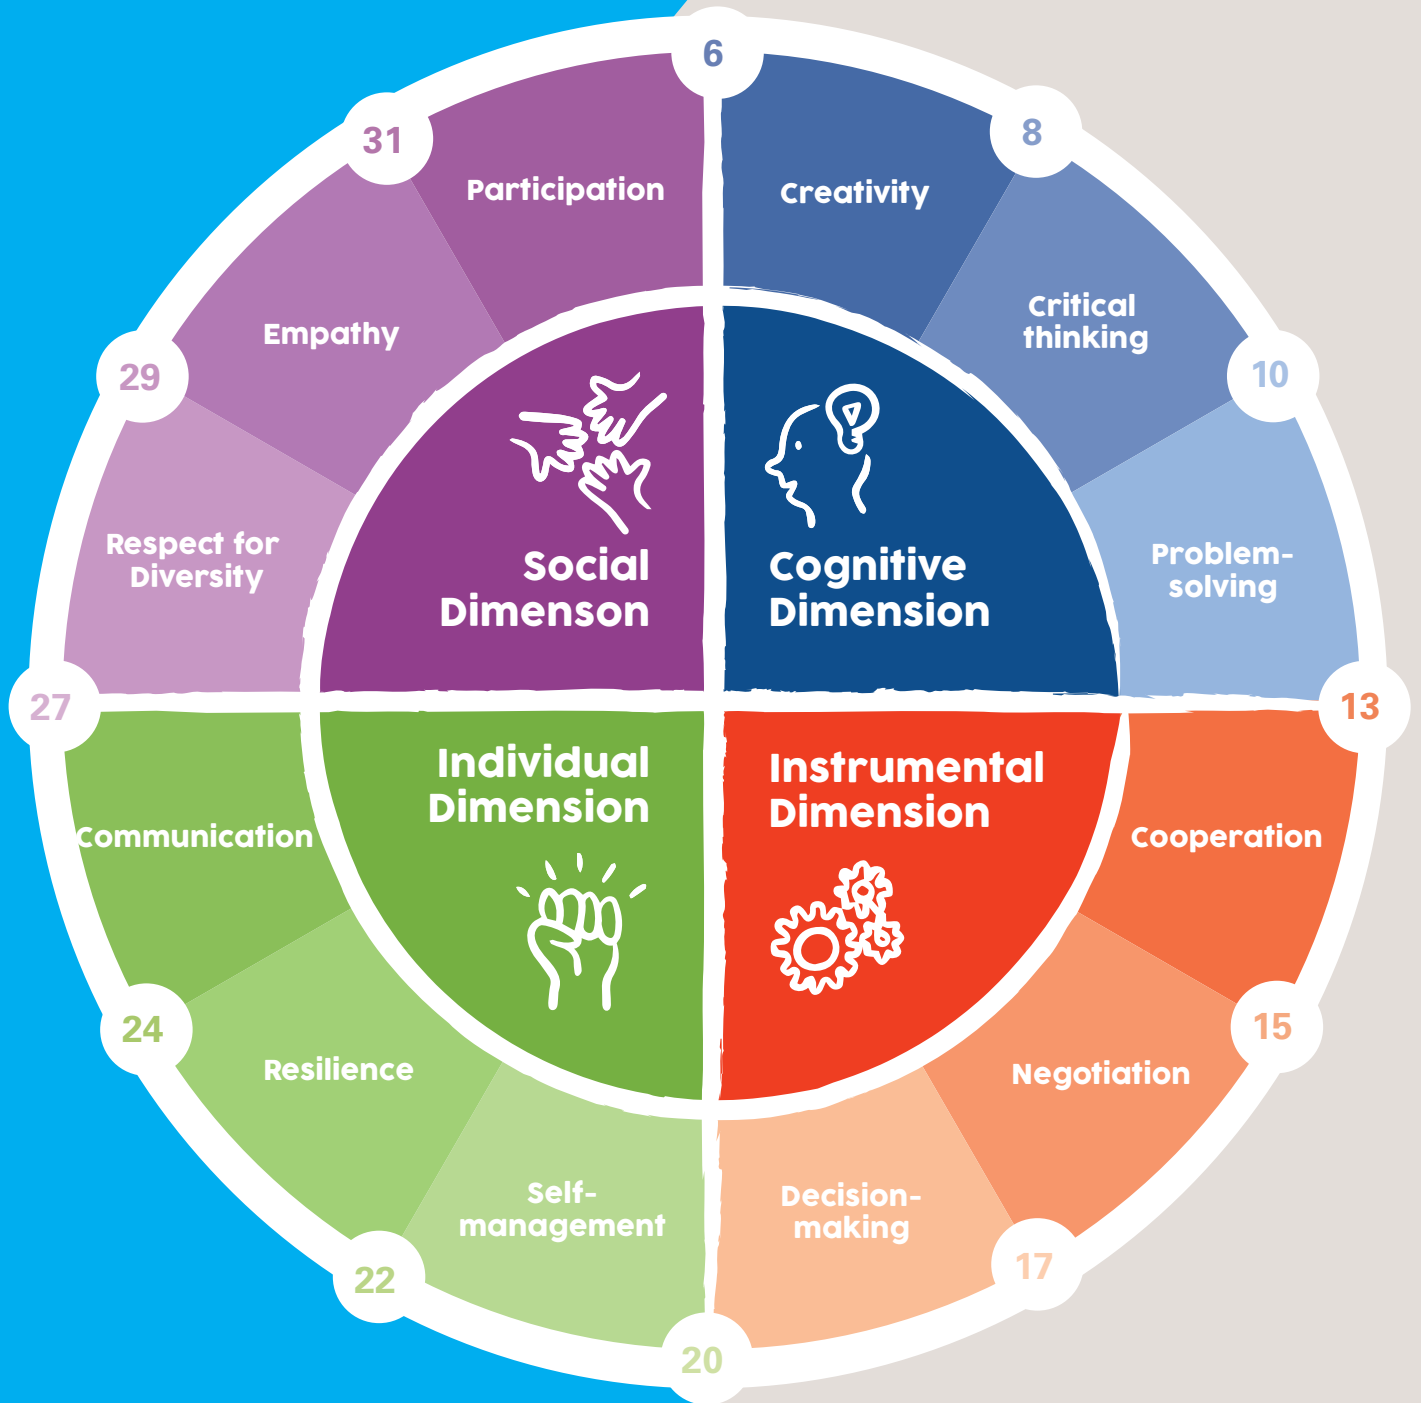 6
31
8
Participation
Creativity
Critical
thinking
Empathy
29
10
Respect for
Diversity
Problem-
solving
Social
Dimenson
Cognitive
Dimension
27
13
Individual
Dimension
Instrumental
Dimension
Communication
Cooperation
24
15
Resilience
Negotiation
Self-
management
Decision-
making
22
17
20